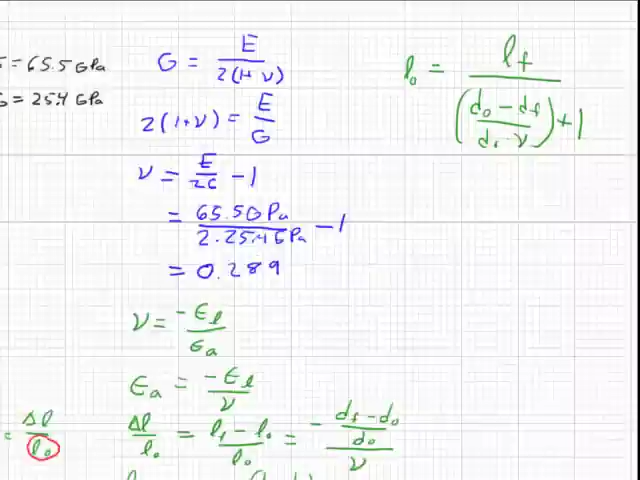 = 65.5 GPa
= 25.4 GPa
G = E / 2(1+ν)
2(1+ν) = E / G
ν = E / 2G - 1
= 65.5 GPa / 2·25.4 GPa - 1
= 0.289
ν = -ϵl / ϵa
ϵa = -ϵl / ν
= Δl / l₀
Δl / l₀ = (lf - l₀) / l₀ = - ((df - d₀) / d₀) / ν
l₀ = lf / (((d₀ - df) / (d₀·ν)) + 1)